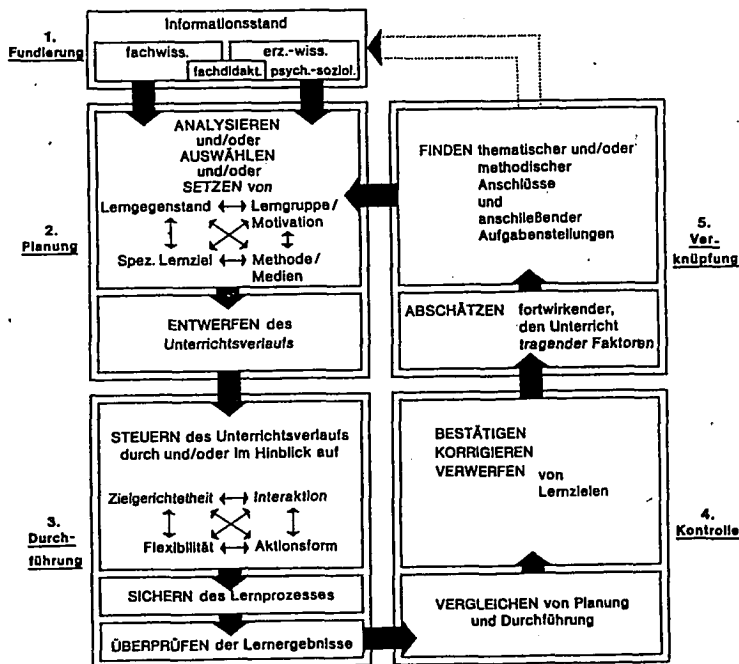 1.
Fundierung
Informationsstand
fachwiss.
erz.-wiss.
fachdidakt.
psych.-soziol.
2.
Planung
ANALYSIEREN
und/oder
AUSWÄHLEN
und/oder
SETZEN von
Lerngegenstand
Lerngruppe/
Motivation
Spez. Lernziel
Methode/
Medien
ENTWERFEN des
Unterrichtsverlaufs
3.
Durch-
führung
STEUERN des Unterrichtsverlaufs
durch und/oder im Hinblick auf
Zielgerichtetheit
Interaktion
Flexibilität
Aktionsform
SICHERN des Lernprozesses
ÜBERPRÜFEN der Lernergebnisse
4.
Kontrolle
VERGLEICHEN von Planung
und Durchführung
BESTÄTIGEN
KORRIGIEREN
VERWERFEN von
Lernzielen
5.
Ver-
knüpfung
ABSCHÄTZEN fortwirkender,
den Unterricht
tragender Faktoren
FINDEN thematischer und/oder
methodischer
Anschlüsse
und
anschließender
Aufgabenstellungen